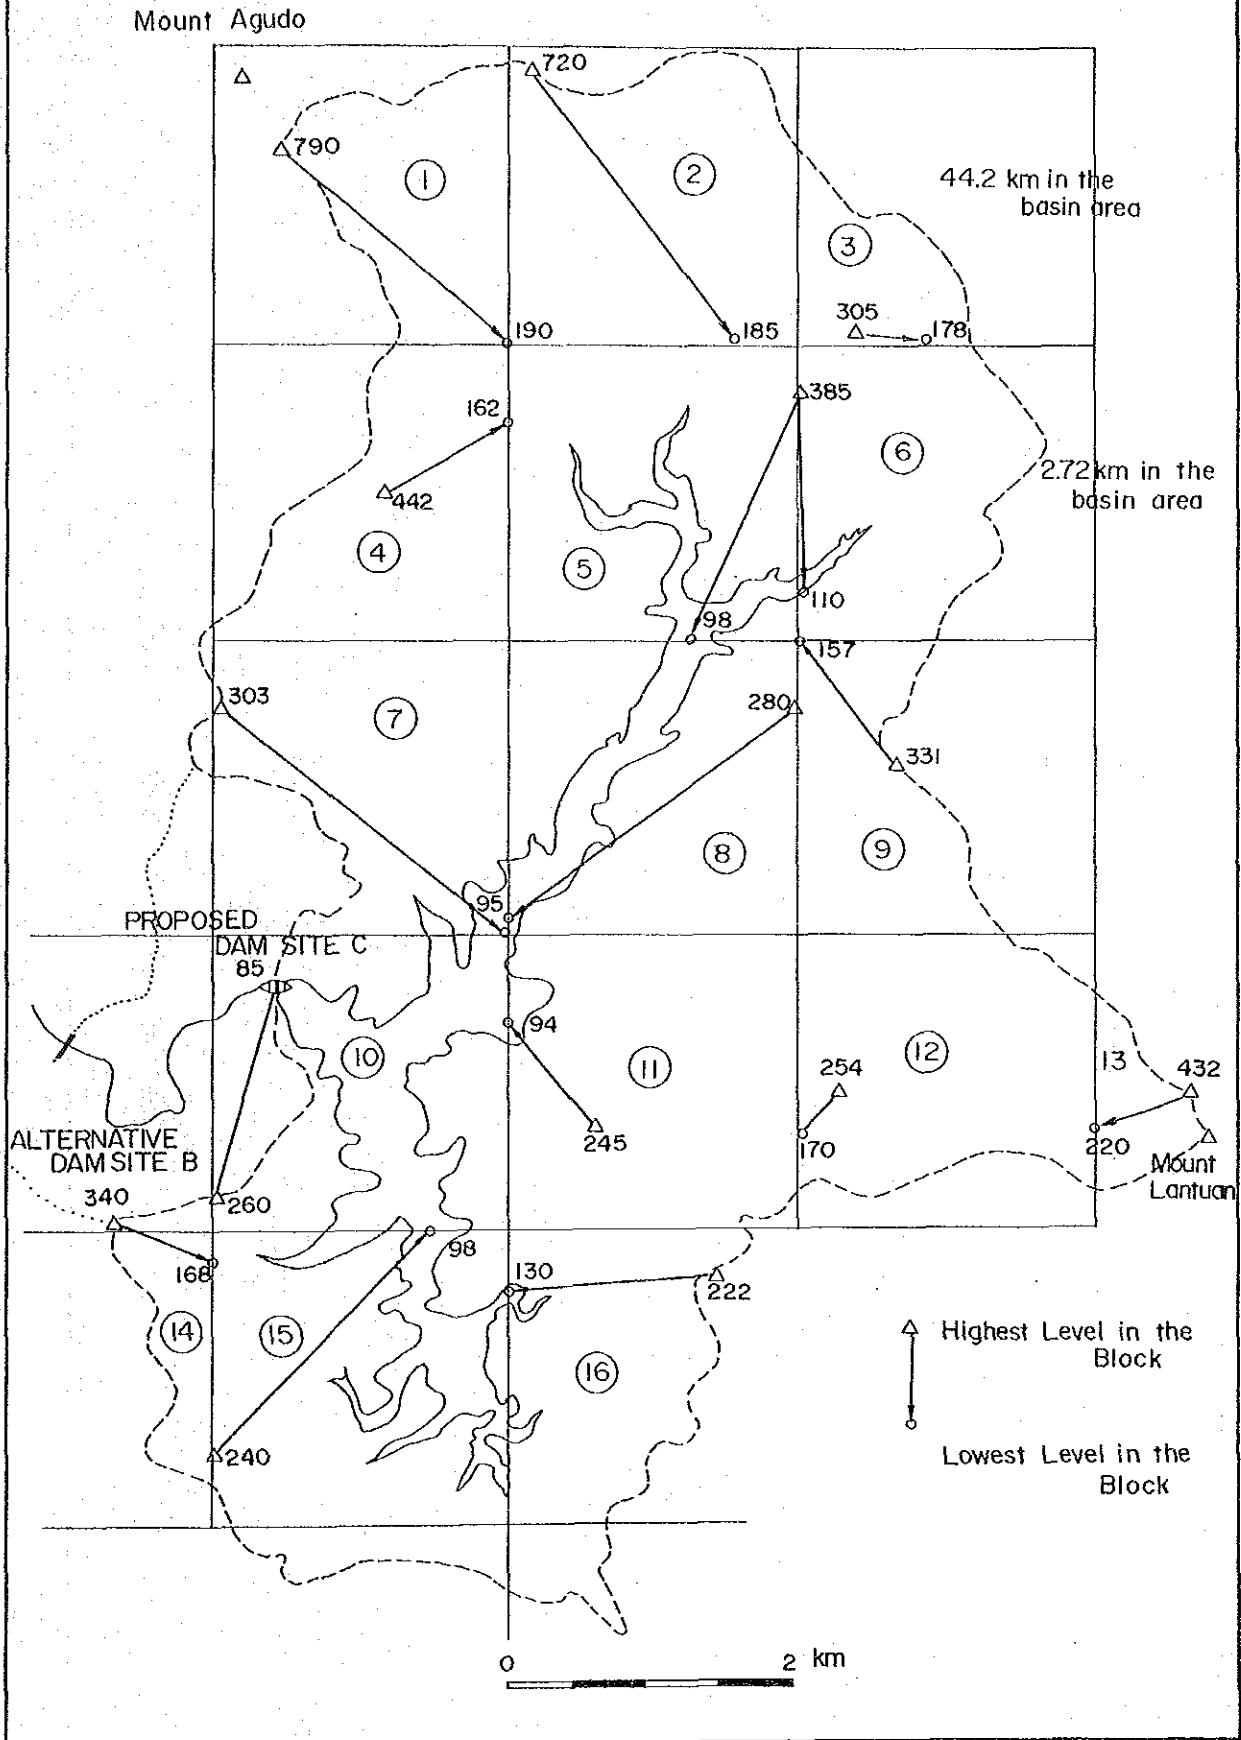 Mount Agudo
720
790
1
2
44.2 km in the
basin area
3
305
178
190
185
385
162
6
2.72 km in the
basin area
442
4
5
110
98
157
303
7
280
331
8
9
95
PROPOSED
DAM SITE C
85
94
10
11
254
12
13
432
245
170
220
ALTERNATIVE
DAM SITE B
Mount
Lantuan
340
260
98
168
130
222
14
15
16
Highest Level in the
Block
240
Lowest Level in the
Block
0
2 km